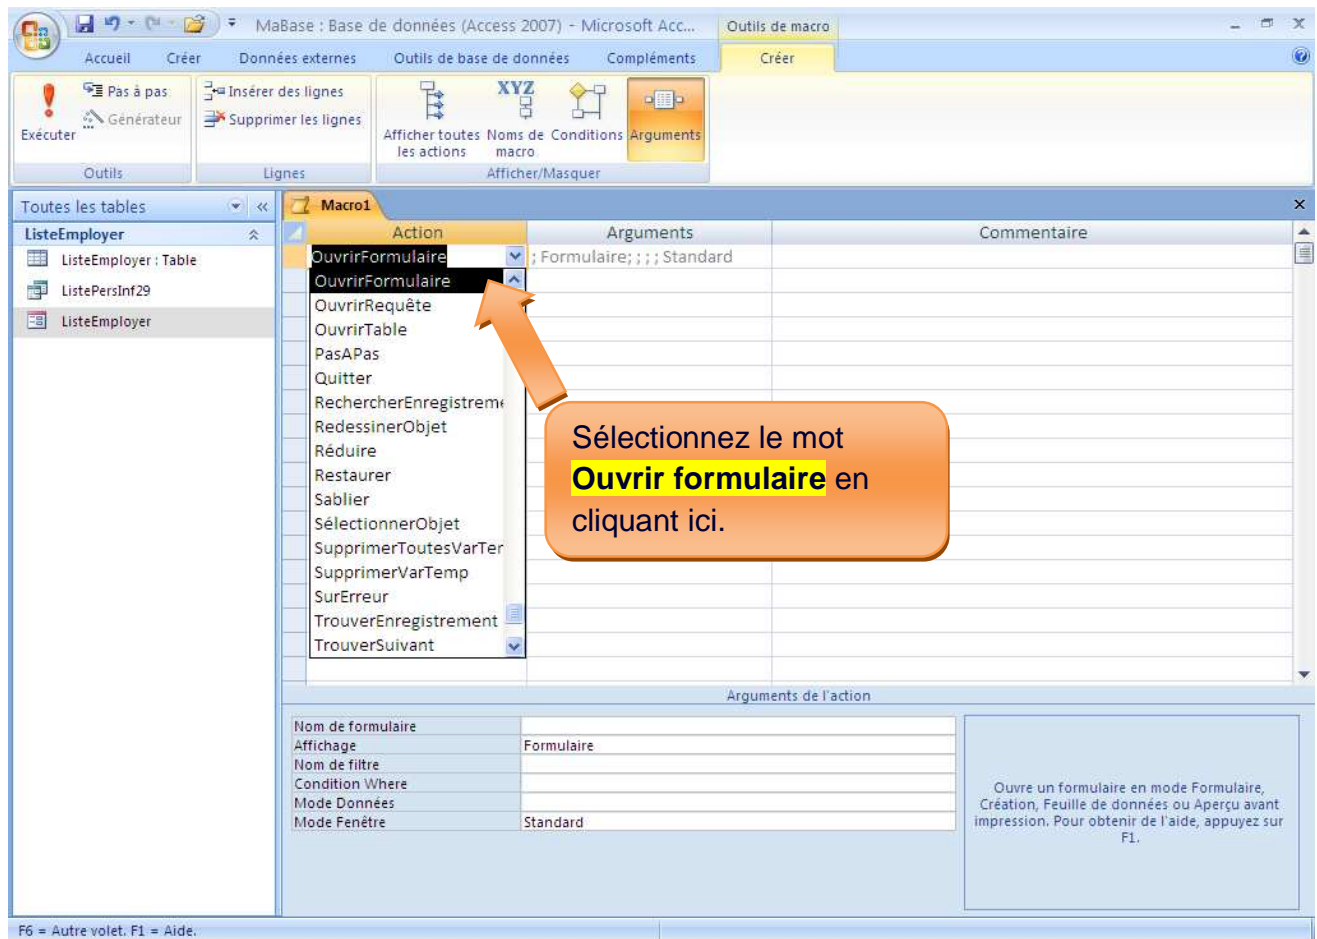 MaBase : Base de données (Access 2007) - Microsoft Acc...
Outils de macro
Accueil Créer Données externes Outils de base de données Compléments Créer
Exécuter
Pas à pas
Générateur
Outils
Insérer des lignes
Supprimer les lignes
Lignes
Afficher toutes les actions
XYZ
Noms de macro
Conditions
Arguments
Afficher/Masquer
Toutes les tables
ListeEmployer
ListeEmployer : Table
ListePersInf29
ListeEmployer
Macro1
Action Arguments Commentaire
OuvrirFormulaire ; Formulaire; ; ; ; Standard
OuvrirFormulaire
OuvrirRequête
OuvrirTable
PasAPas
Quitter
RechercherEnregistreme
RedessinerObjet
Réduire
Restaurer
Sablier
SélectionnerObjet
SupprimerToutesVarTer
SupprimerVarTemp
SurErreur
TrouverEnregistrement
TrouverSuivant
Sélectionnez le mot
Ouvrir formulaire en
cliquant ici.
Arguments de l'action
Nom de formulaire
Affichage Formulaire
Nom de filtre
Condition Where
Mode Données
Mode Fenêtre Standard
Ouvre un formulaire en mode Formulaire,
Création, Feuille de données ou Aperçu avant
impression. Pour obtenir de l'aide, appuyez sur
F1.
F6 = Autre volet. F1 = Aide.